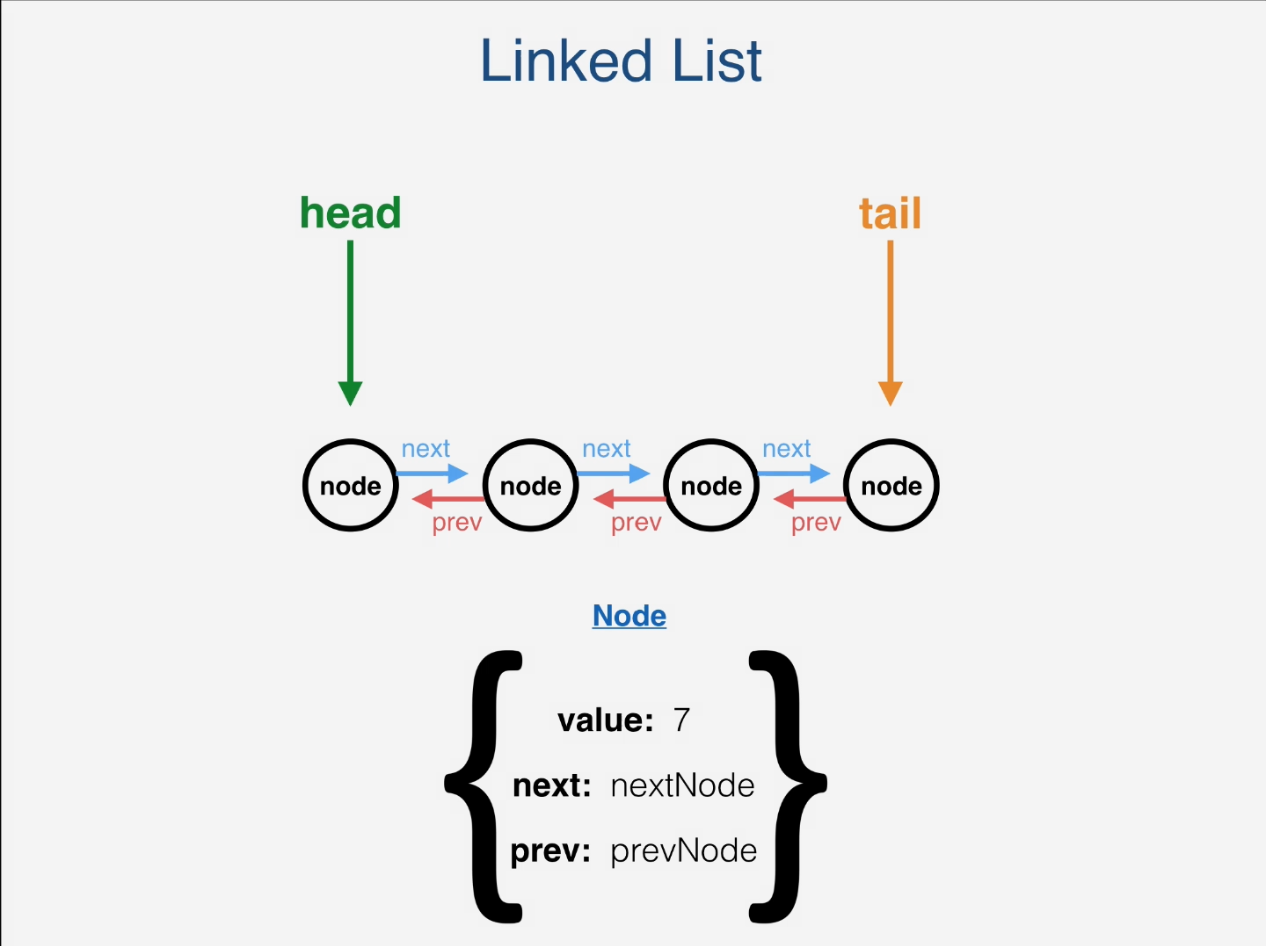 Linked List
head tail
next next next
node node node node
prev prev prev
Node
{ }
value: 7
next: nextNode
prev: prevNode